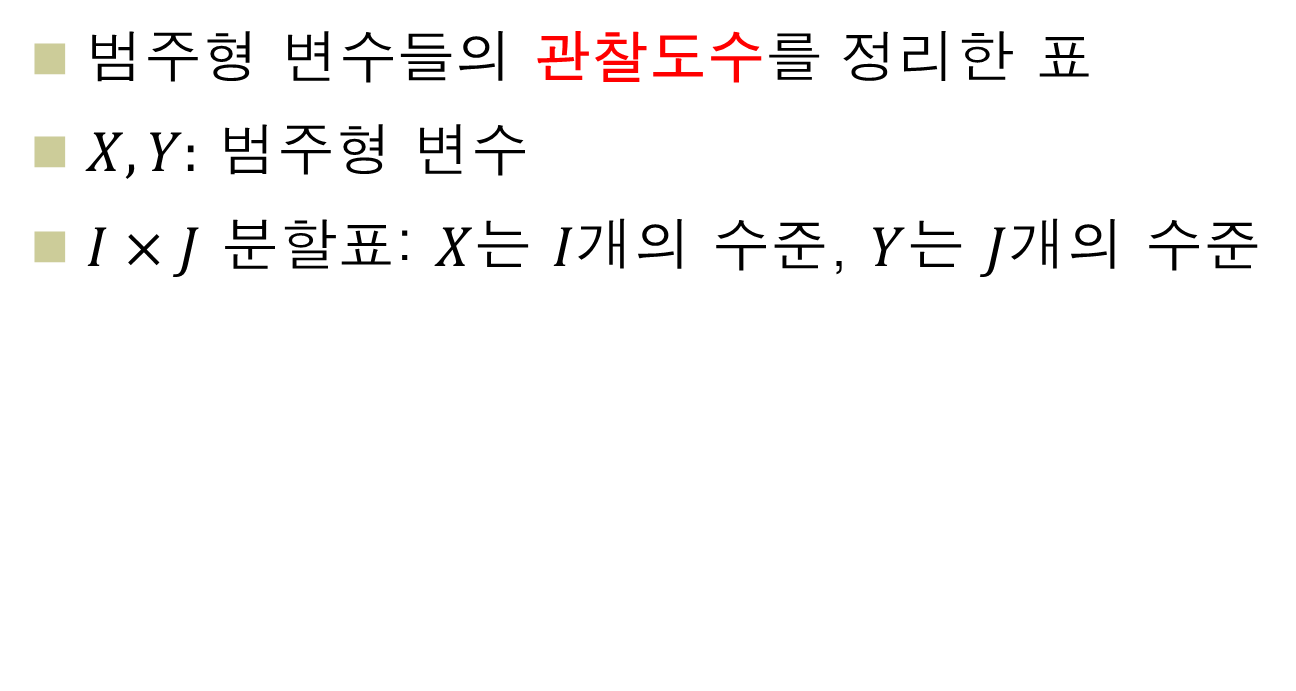 ■ 범주형 변수들의 관찰도수를 정리한 표
■ X, Y: 범주형 변수
■ I × J 분할표: X는 I개의 수준, Y는 J개의 수준